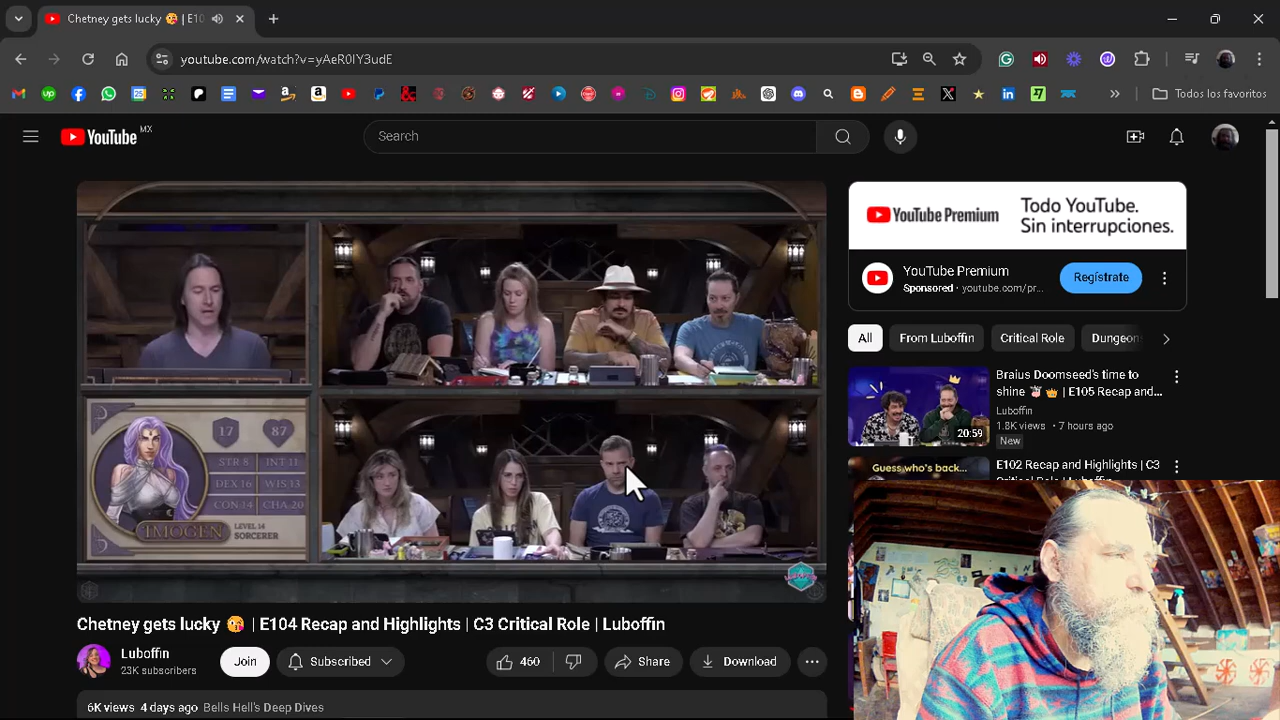 Chetney gets lucky 😘 | E10
youtube.com/watch?v=yAeR0IY3udE
Todos los favoritos
YouTube MX
Search
17
87
STR 8
INT 11
DEX 16
WIS 13
CON 14
CHA 20
IMOGEN
LEVEL 14
SORCERER
YouTube Premium
Todo YouTube.
Sin interrupciones.
YouTube Premium
Sponsored · youtube.com/pr...
Regístrate
All
From Luboffin
Critical Role
Dungeon
Braius Doomseed's time to
shine 🐮 👑 | E105 Recap and...
Luboffin
1.8K views • 7 hours ago
New
20:59
Guess who's back...
E102 Recap and Highlights | C3
Critical Role | Luboffin
Chetney gets lucky 😘 | E104 Recap and Highlights | C3 Critical Role | Luboffin
Luboffin
23K subscribers
Join
Subscribed
460
Share
Download
6K views 4 days ago Bells Hell's Deep Dives